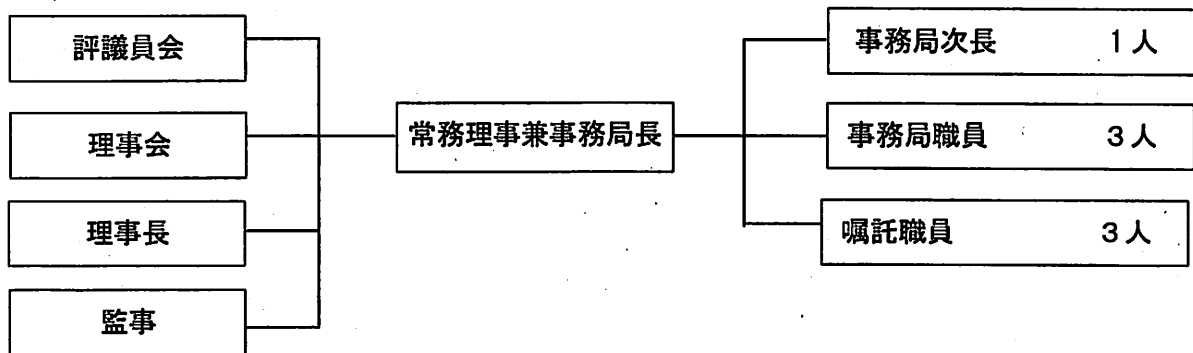 評議員会
理事会
理事長
監事
常務理事兼事務局長
事務局次長 1人
事務局職員 3人
嘱託職員 3人